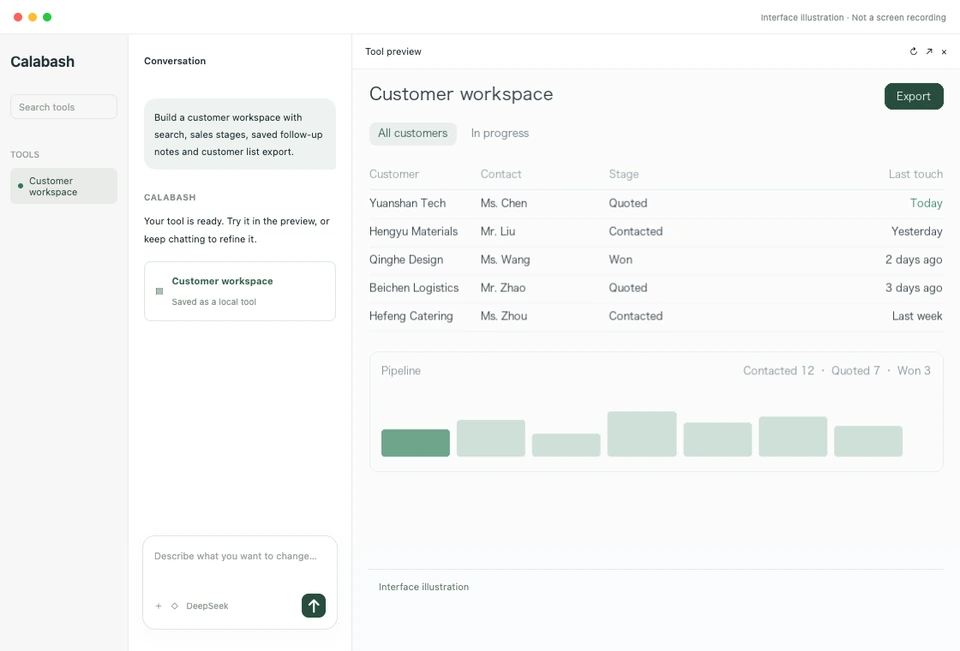 Interface illustration · Not a screen recording
Calabash
Search tools
TOOLS
Customer
workspace
Conversation
Build a customer workspace with
search, sales stages, saved follow-up
notes and customer list export.
CALABASH
Your tool is ready. Try it in the preview, or
keep chatting to refine it.
Customer workspace
Saved as a local tool
Describe what you want to change...
DeepSeek
Tool preview
Customer workspace
Export
All customers In progress
Customer Contact Stage Last touch
Yuanshan Tech Ms. Chen Quoted Today
Hengyu Materials Mr. Liu Contacted Yesterday
Qinghe Design Ms. Wang Won 2 days ago
Beichen Logistics Mr. Zhao Quoted 3 days ago
Hefeng Catering Ms. Zhou Contacted Last week
Pipeline Contacted 12 · Quoted 7 · Won 3
Interface illustration